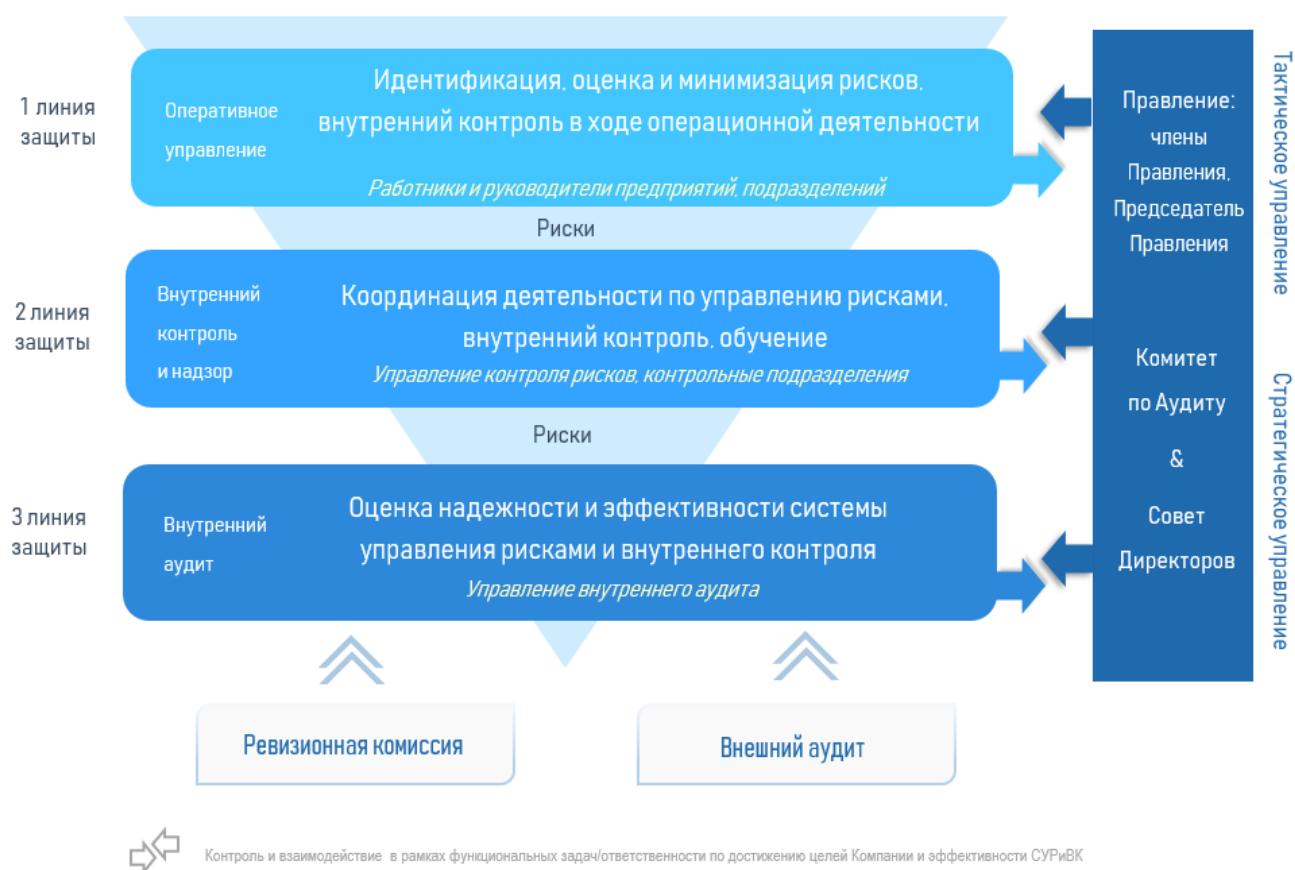 1 линия
защиты
Оперативное
управление
Идентификация, оценка и минимизация рисков,
внутренний контроль в ходе операционной деятельности
Работники и руководители предприятий, подразделений
Риски
2 линия
защиты
Внутренний
контроль
и надзор
Координация деятельности по управлению рисками,
внутренний контроль, обучение
Управление контроля рисков, контрольные подразделения
Риски
3 линия
защиты
Внутренний
аудит
Оценка надежности и эффективности системы
управления рисками и внутреннего контроля
Управление внутреннего аудита
Правление:
члены
Правления,
Председатель
Правления
Комитет
по Аудиту
&
Совет
Директоров
Тактическое управление
Стратегическое управление
Ревизионная комиссия
Внешний аудит
Контроль и взаимодействие в рамках функциональных задач/ответственности по достижению целей Компании и эффективности СУРиВК